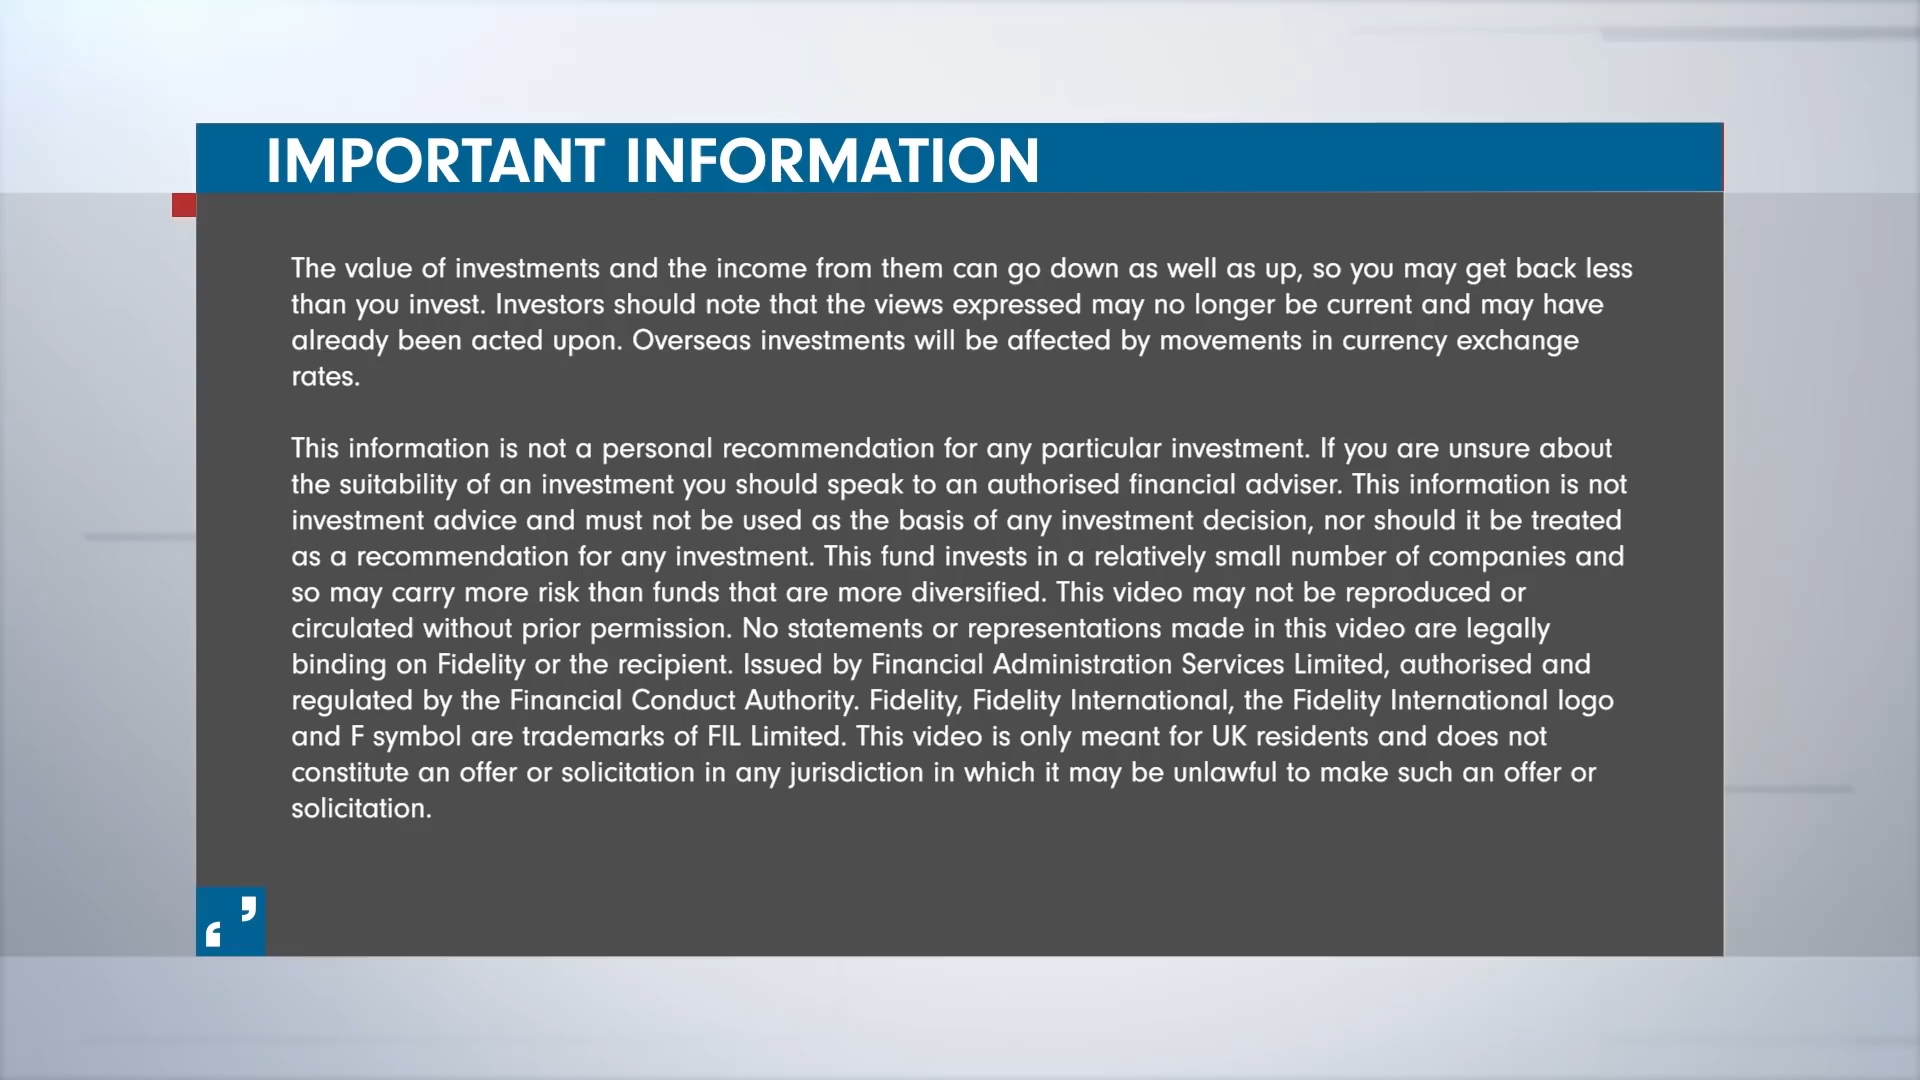 IMPORTANT INFORMATION
The value of investments and the income from them can go down as well as up, so you may get back less
than you invest. Investors should note that the views expressed may no longer be current and may have
already been acted upon. Overseas investments will be affected by movements in currency exchange
rates.
This information is not a personal recommendation for any particular investment. If you are unsure about
the suitability of an investment you should speak to an authorised financial adviser. This information is not
investment advice and must not be used as the basis of any investment decision, nor should it be treated
as a recommendation for any investment. This fund invests in a relatively small number of companies and
so may carry more risk than funds that are more diversified. This video may not be reproduced or
circulated without prior permission. No statements or representations made in this video are legally
binding on Fidelity or the recipient. Issued by Financial Administration Services Limited, authorised and
regulated by the Financial Conduct Authority. Fidelity, Fidelity International, the Fidelity International logo
and F symbol are trademarks of FIL Limited. This video is only meant for UK residents and does not
constitute an offer or solicitation in any jurisdiction in which it may be unlawful to make such an offer or
solicitation.